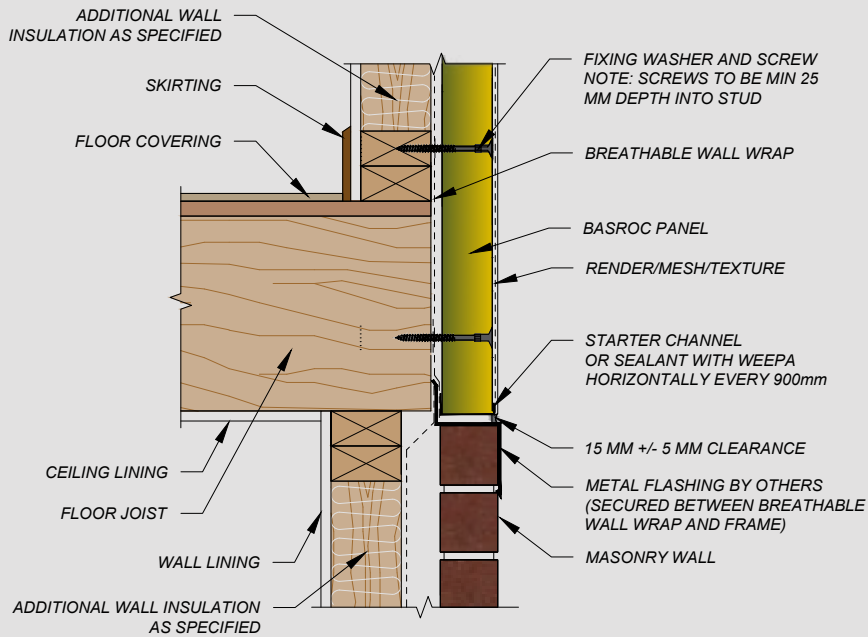 ADDITIONAL WALL
INSULATION AS SPECIFIED
SKIRTING
FLOOR COVERING
CEILING LINING
FLOOR JOIST
WALL LINING
ADDITIONAL WALL INSULATION
AS SPECIFIED
FIXING WASHER AND SCREW
NOTE: SCREWS TO BE MIN 25
MM DEPTH INTO STUD
BREATHABLE WALL WRAP
BASROC PANEL
RENDER/MESH/TEXTURE
STARTER CHANNEL
OR SEALANT WITH WEEPA
HORIZONTALLY EVERY 900mm
15 MM +/- 5 MM CLEARANCE
METAL FLASHING BY OTHERS
(SECURED BETWEEN BREATHABLE
WALL WRAP AND FRAME)
MASONRY WALL